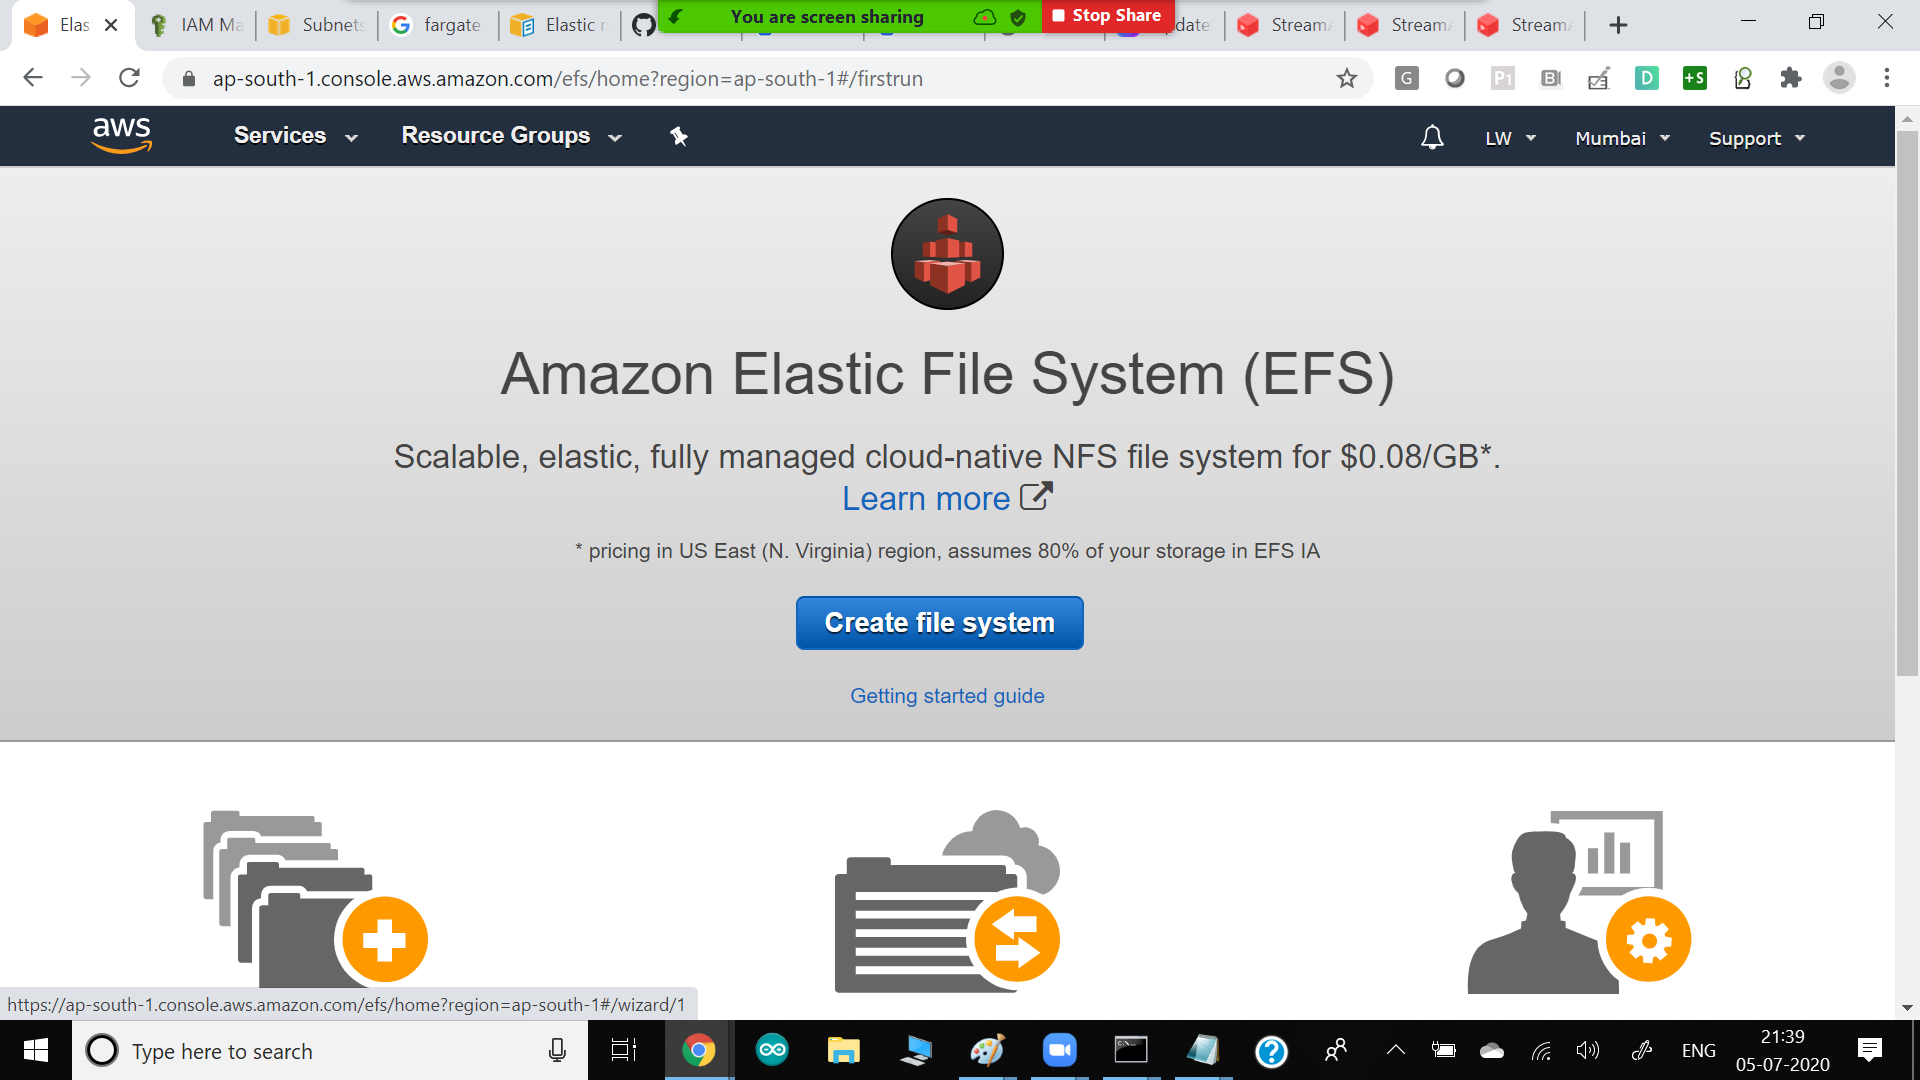 Elas
IAM Ma
Subnets
fargate
Elastic n
You are screen sharing
Stop Share
date
StreamA
StreamA
StreamA
ap-south-1.console.aws.amazon.com/efs/home?region=ap-south-1#/firstrun
aws
Services
Resource Groups
LW
Mumbai
Support
Amazon Elastic File System (EFS)
Scalable, elastic, fully managed cloud-native NFS file system for $0.08/GB*.
Learn more
* pricing in US East (N. Virginia) region, assumes 80% of your storage in EFS IA
Create file system
Getting started guide
https://ap-south-1.console.aws.amazon.com/efs/home?region=ap-south-1#/wizard/1
Type here to search
ENG
21:39
05-07-2020